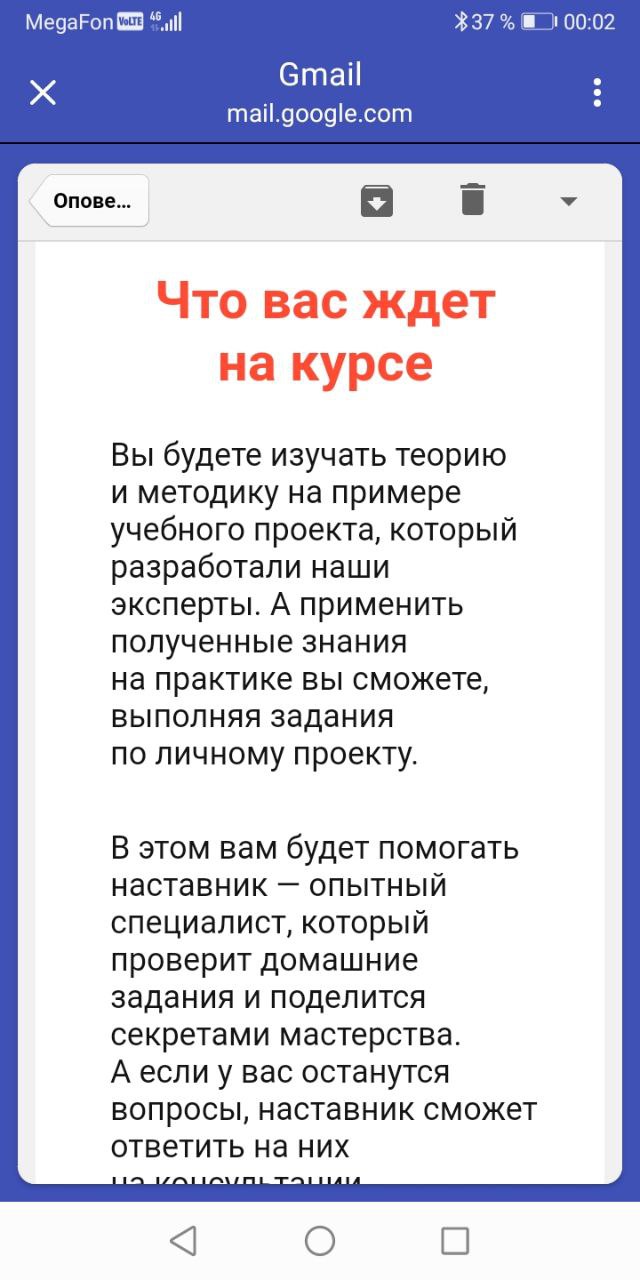 MegaFon VoLTE 4G 37 % 00:02
Gmail
mail.google.com
Опове...
Что вас ждет
на курсе
Вы будете изучать теорию
и методику на примере
учебного проекта, который
разработали наши
эксперты. А применить
полученные знания
на практике вы сможете,
выполняя задания
по личному проекту.
В этом вам будет помогать
наставник — опытный
специалист, который
проверит домашние
задания и поделится
секретами мастерства.
А если у вас останутся
вопросы, наставник сможет
ответить на них
на консультации